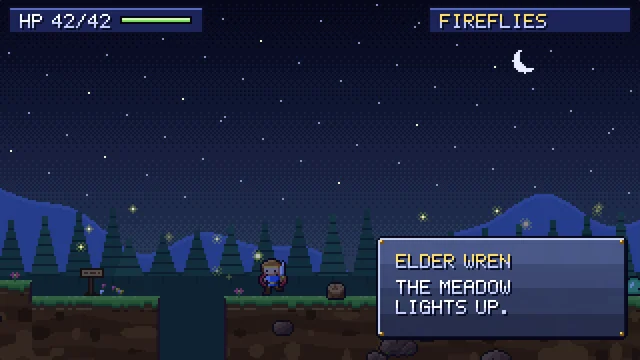 HP 42/42
FIREFLIES
ELDER WREN
THE MEADOW
LIGHTS UP.